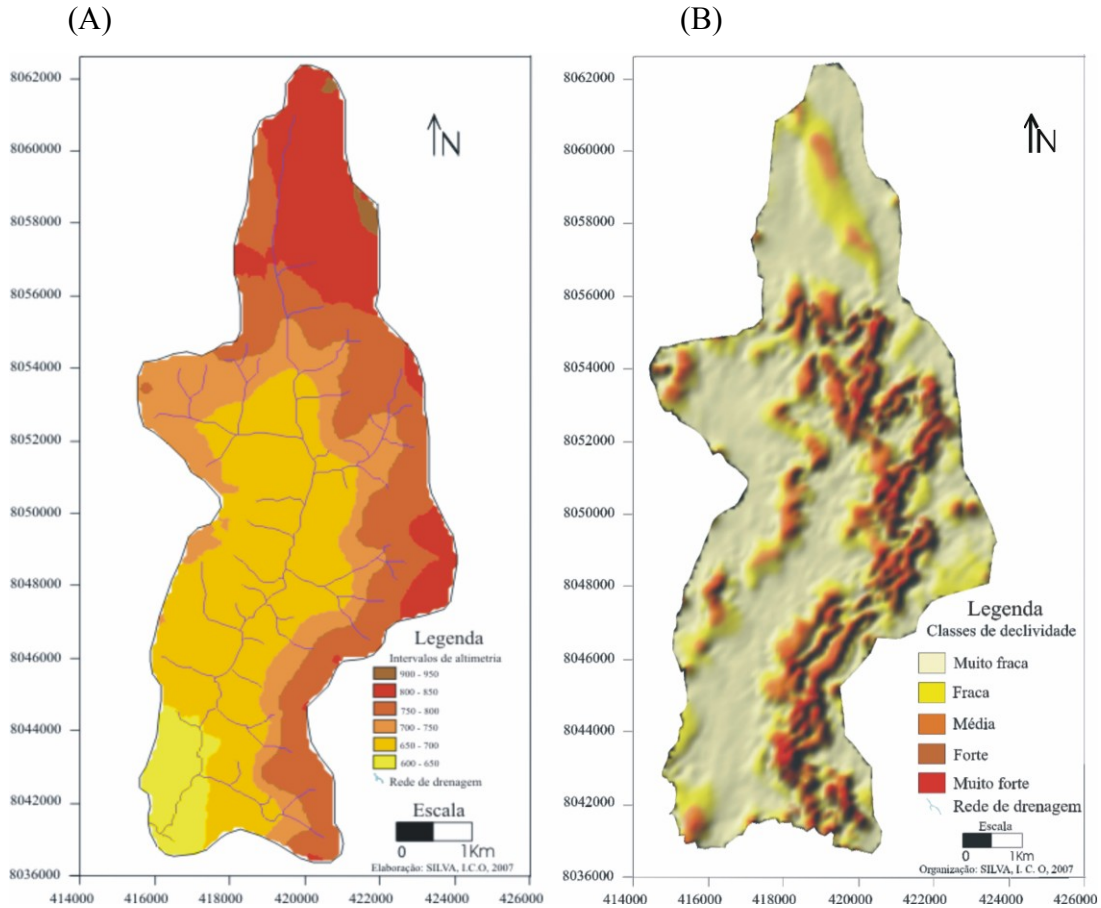 (A)
(B)
8062000
8060000
8058000
8056000
8054000
8052000
8050000
8048000
8046000
8044000
8042000
8040000
8036000
414000 416000 418000 420000 422000 424000 426000
N
Legenda
Intervalos de altimetria
900 - 950
800 - 850
750 - 800
700 - 750
650 - 700
600 - 650
Rede de drenagem
Escala
0 1Km
Elaboração: SILVA, I.C.O, 2007
8062000
8060000
8058000
8056000
8054000
8052000
8050000
8048000
8046000
8044000
8042000
8040000
8036000
414000 416000 418000 420000 422000 424000 426000
N
Legenda
Classes de declividade
Muito fraca
Fraca
Média
Forte
Muito forte
Rede de drenagem
Escala
0 1Km
Organização: SILVA, I. C. O, 2007